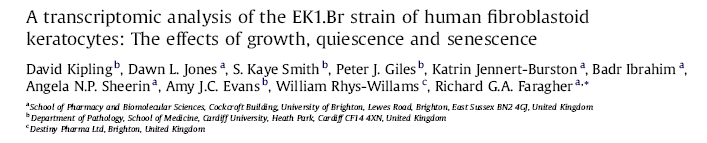 A transcriptomic analysis of the EK1.Br strain of human fibroblastoid
keratocytes: The effects of growth, quiescence and senescence
David Kipling b, Dawn L. Jones a, S. Kaye Smith b, Peter J. Giles b, Katrin Jennert-Burston a, Badr Ibrahim a,
Angela N.P. Sheerin a, Amy J.C. Evans b, William Rhys-Willams c, Richard G.A. Faragher a,*
a School of Pharmacy and Biomolecular Sciences, Cockcroft Building, University of Brighton, Lewes Road, Brighton, East Sussex BN2 4GJ, United Kingdom
b Department of Pathology, School of Medicine, Cardiff University, Heath Park, Cardiff CF14 4XN, United Kingdom
c Destiny Pharma Ltd, Brighton, United Kingdom